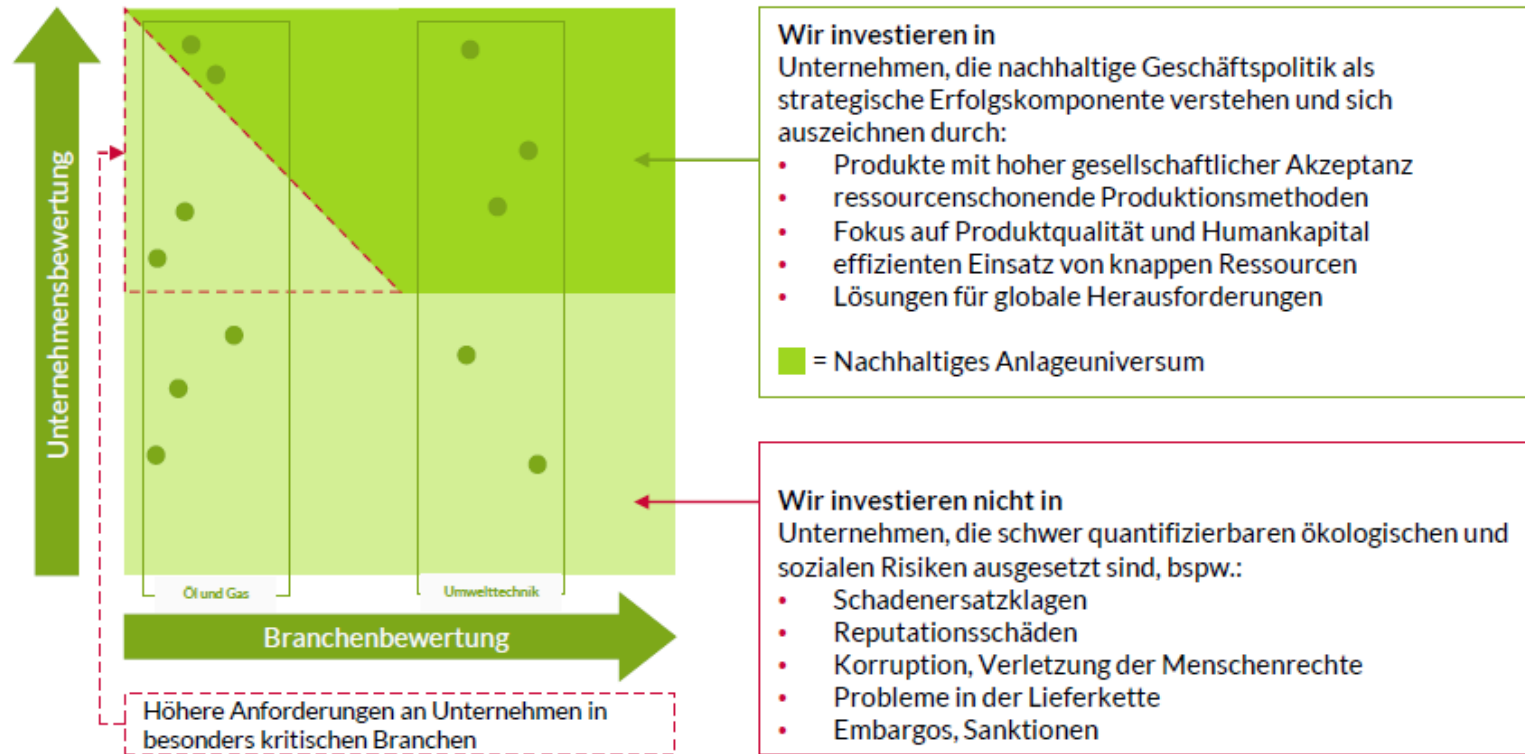 Unternehmensbewertung
Öl und Gas
Umwelttechnik
Branchenbewertung
Höhere Anforderungen an Unternehmen in
besonders kritischen Branchen
Wir investieren in
Unternehmen, die nachhaltige Geschäftspolitik als
strategische Erfolgskomponente verstehen und sich
auszeichnen durch:
• Produkte mit hoher gesellschaftlicher Akzeptanz
• ressourcenschonende Produktionsmethoden
• Fokus auf Produktqualität und Humankapital
• effizienten Einsatz von knappen Ressourcen
• Lösungen für globale Herausforderungen
= Nachhaltiges Anlageuniversum
Wir investieren nicht in
Unternehmen, die schwer quantifizierbaren ökologischen und
sozialen Risiken ausgesetzt sind, bspw.:
• Schadenersatzklagen
• Reputationsschäden
• Korruption, Verletzung der Menschenrechte
• Probleme in der Lieferkette
• Embargos, Sanktionen